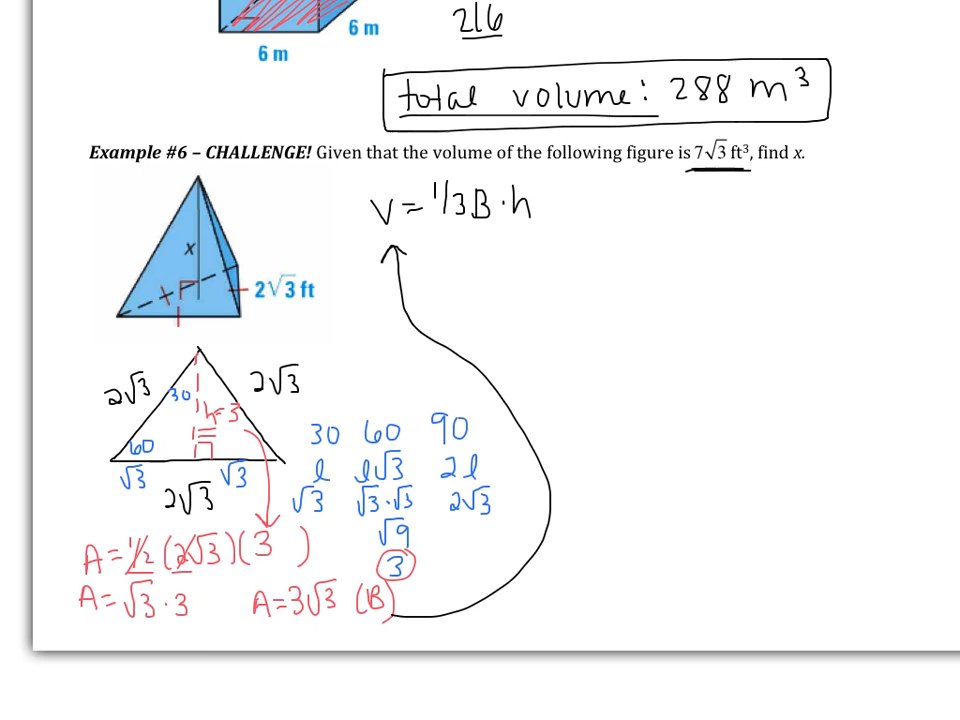 6 m
6 m
216
total volume: 288 m³
Example #6 – CHALLENGE! Given that the volume of the following figure is 7√3 ft³, find x.
V = 1/3 B · h
x
2√3 ft
2√3
2√3
30
h=3
60
√3
√3
2√3
30 60 90
l l√3 2l
√3 √3·√3 2√3
√9
3
A = 1/2 (2√3)(3 )
A = √3 · 3 A = 3√3 (B)